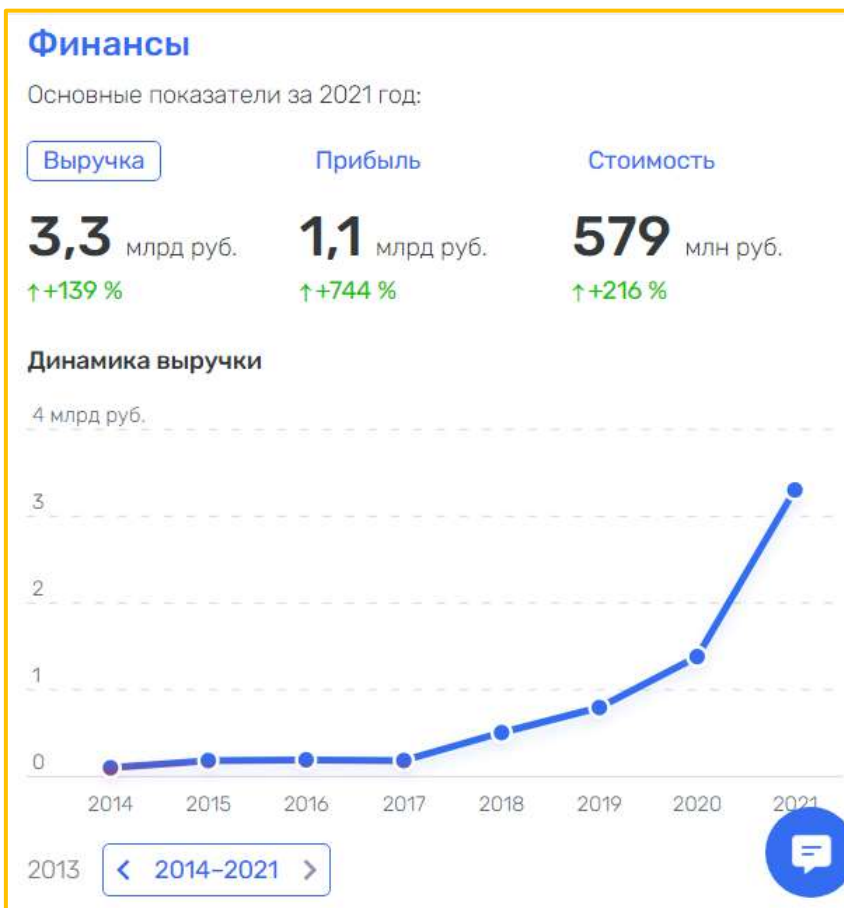 Финансы
Основные показатели за 2021 год:
Выручка Прибыль Стоимость
3,3 млрд руб. 1,1 млрд руб. 579 млн руб.
↑+139 % ↑+744 % ↑+216 %
Динамика выручки
4 млрд руб.
3
2
1
0
2014 2015 2016 2017 2018 2019 2020 2021
2013 < 2014–2021 >